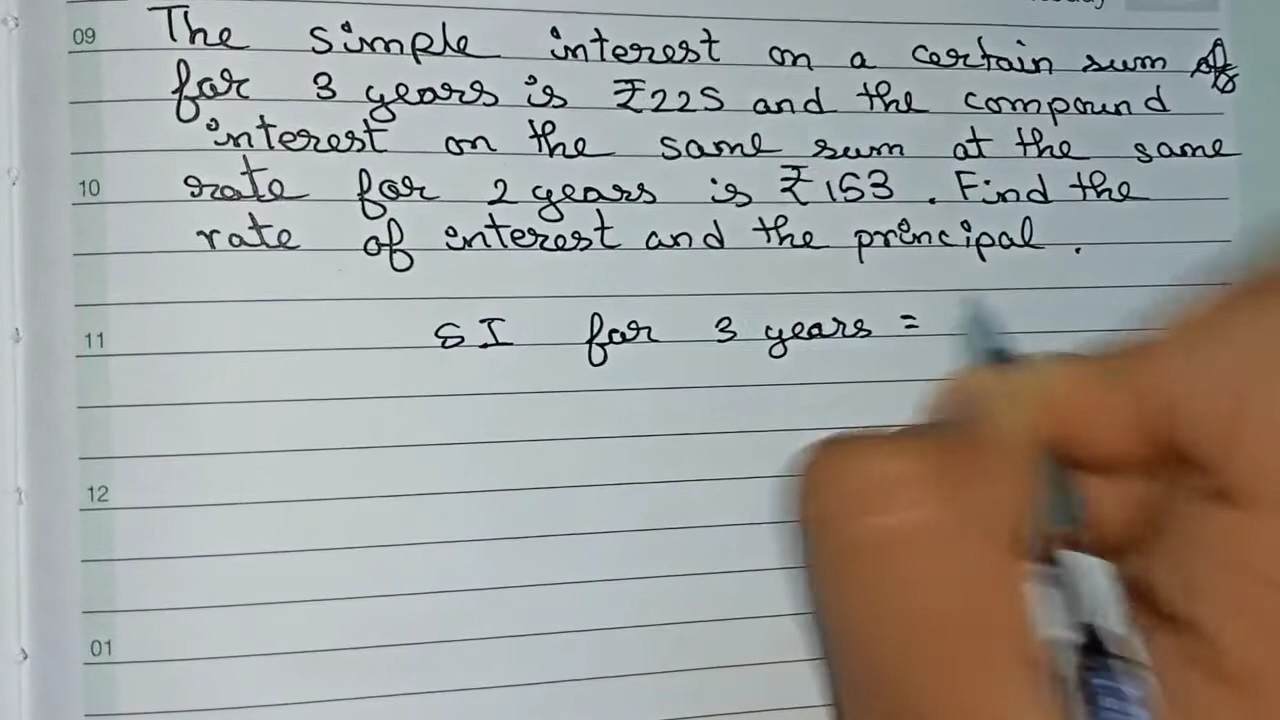 09 The simple interest on a certain sum
for 3 years is ₹225 and the compound
interest on the same sum at the same
10 rate for 2 years is ₹153. Find the
rate of interest and the principal.
11 SI for 3 years =
12
01